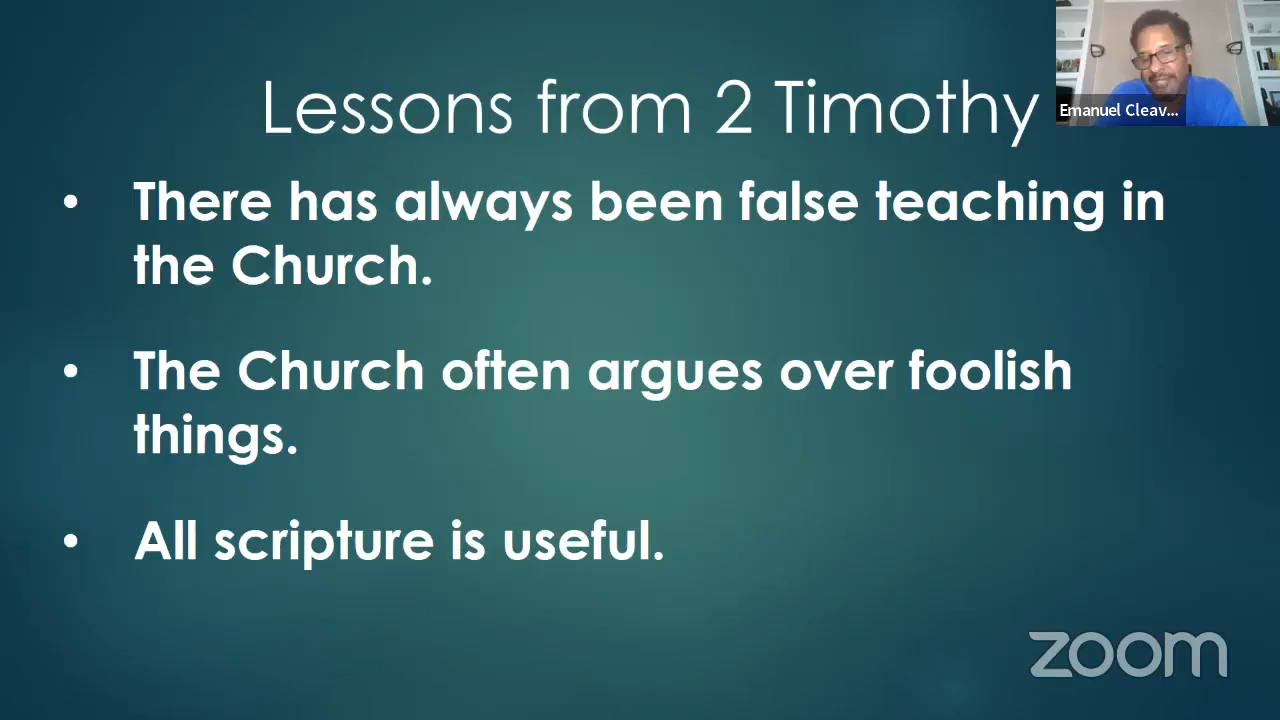 Lessons from 2 Timothy
Emanuel Cleav...
• There has always been false teaching in
the Church.
• The Church often argues over foolish
things.
• All scripture is useful.
zoom